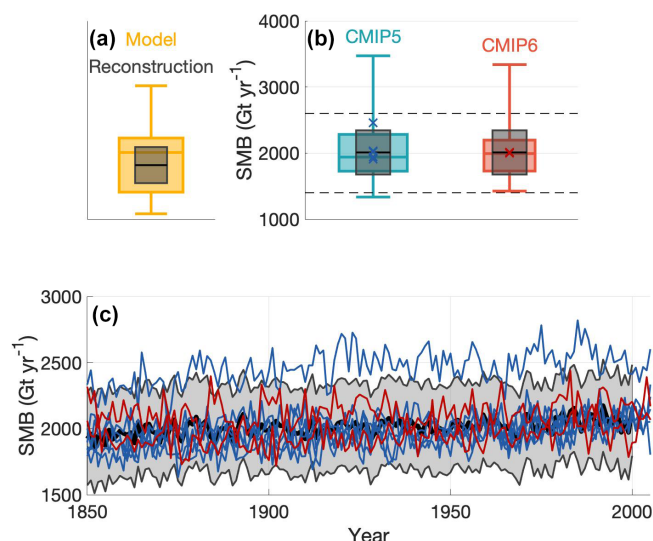 (a) Model
Reconstruction
(b) CMIP5
CMIP6
SMB (Gt yr-1)
4000
3000
2000
1000
(c)
SMB (Gt yr-1)
3000
2500
2000
1500
1850
1900
1950
2000
Year